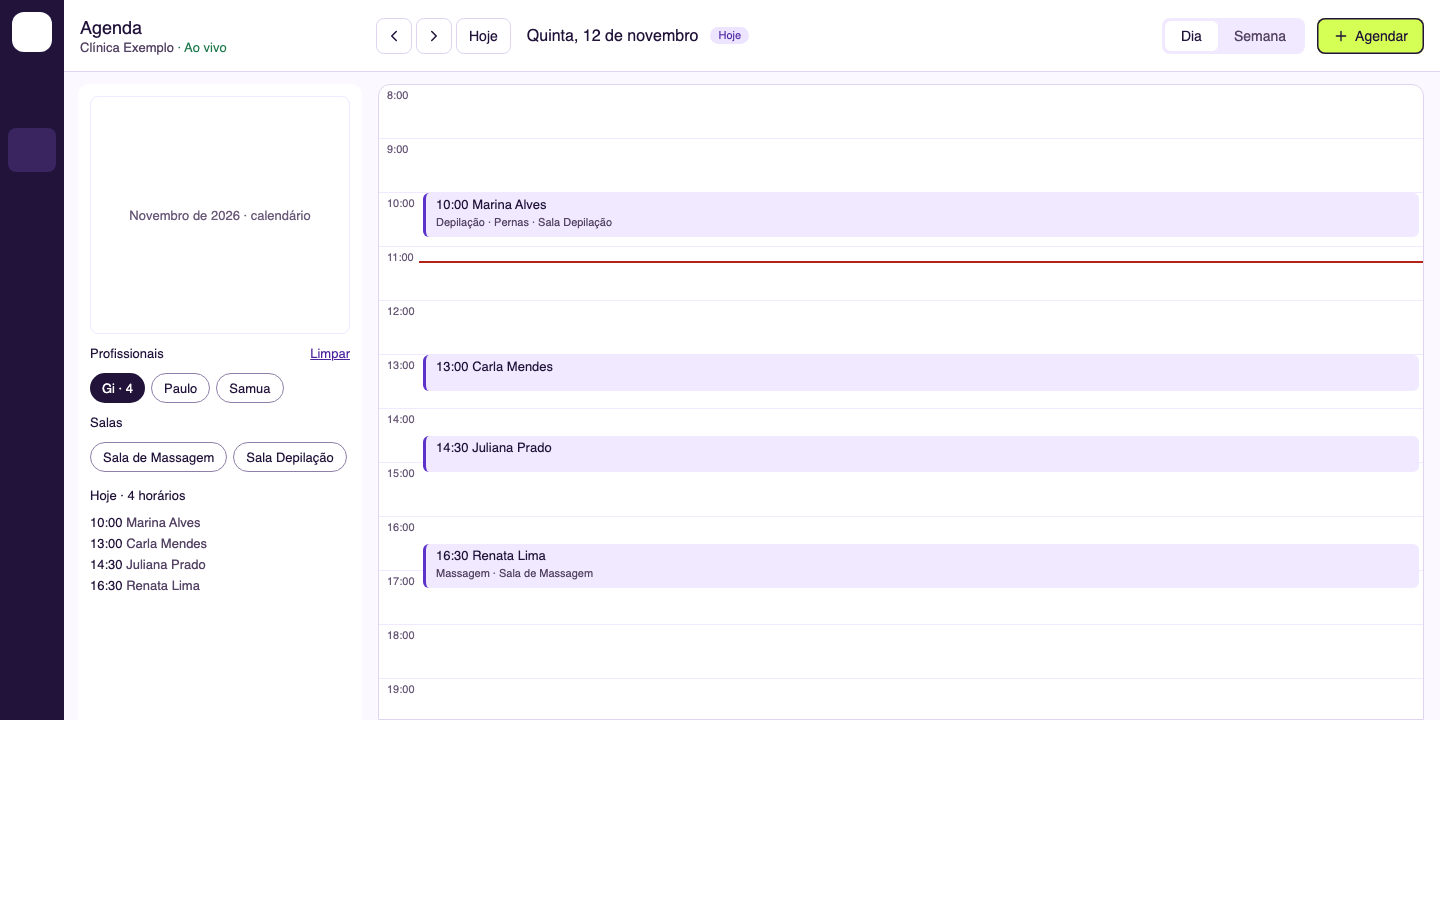 Agenda
Clínica Exemplo · Ao vivo
Hoje
Quinta, 12 de novembro
Hoje
Dia
Semana
+ Agendar
Novembro de 2026 · calendário
Profissionais
Limpar
Gi · 4
Paulo
Samua
Salas
Sala de Massagem
Sala Depilação
Hoje · 4 horários
10:00 Marina Alves
13:00 Carla Mendes
14:30 Juliana Prado
16:30 Renata Lima
8:00
9:00
10:00
10:00 Marina Alves
Depilação · Pernas · Sala Depilação
11:00
12:00
13:00
13:00 Carla Mendes
14:00
14:30 Juliana Prado
15:00
16:00
16:30 Renata Lima
Massagem · Sala de Massagem
17:00
18:00
19:00